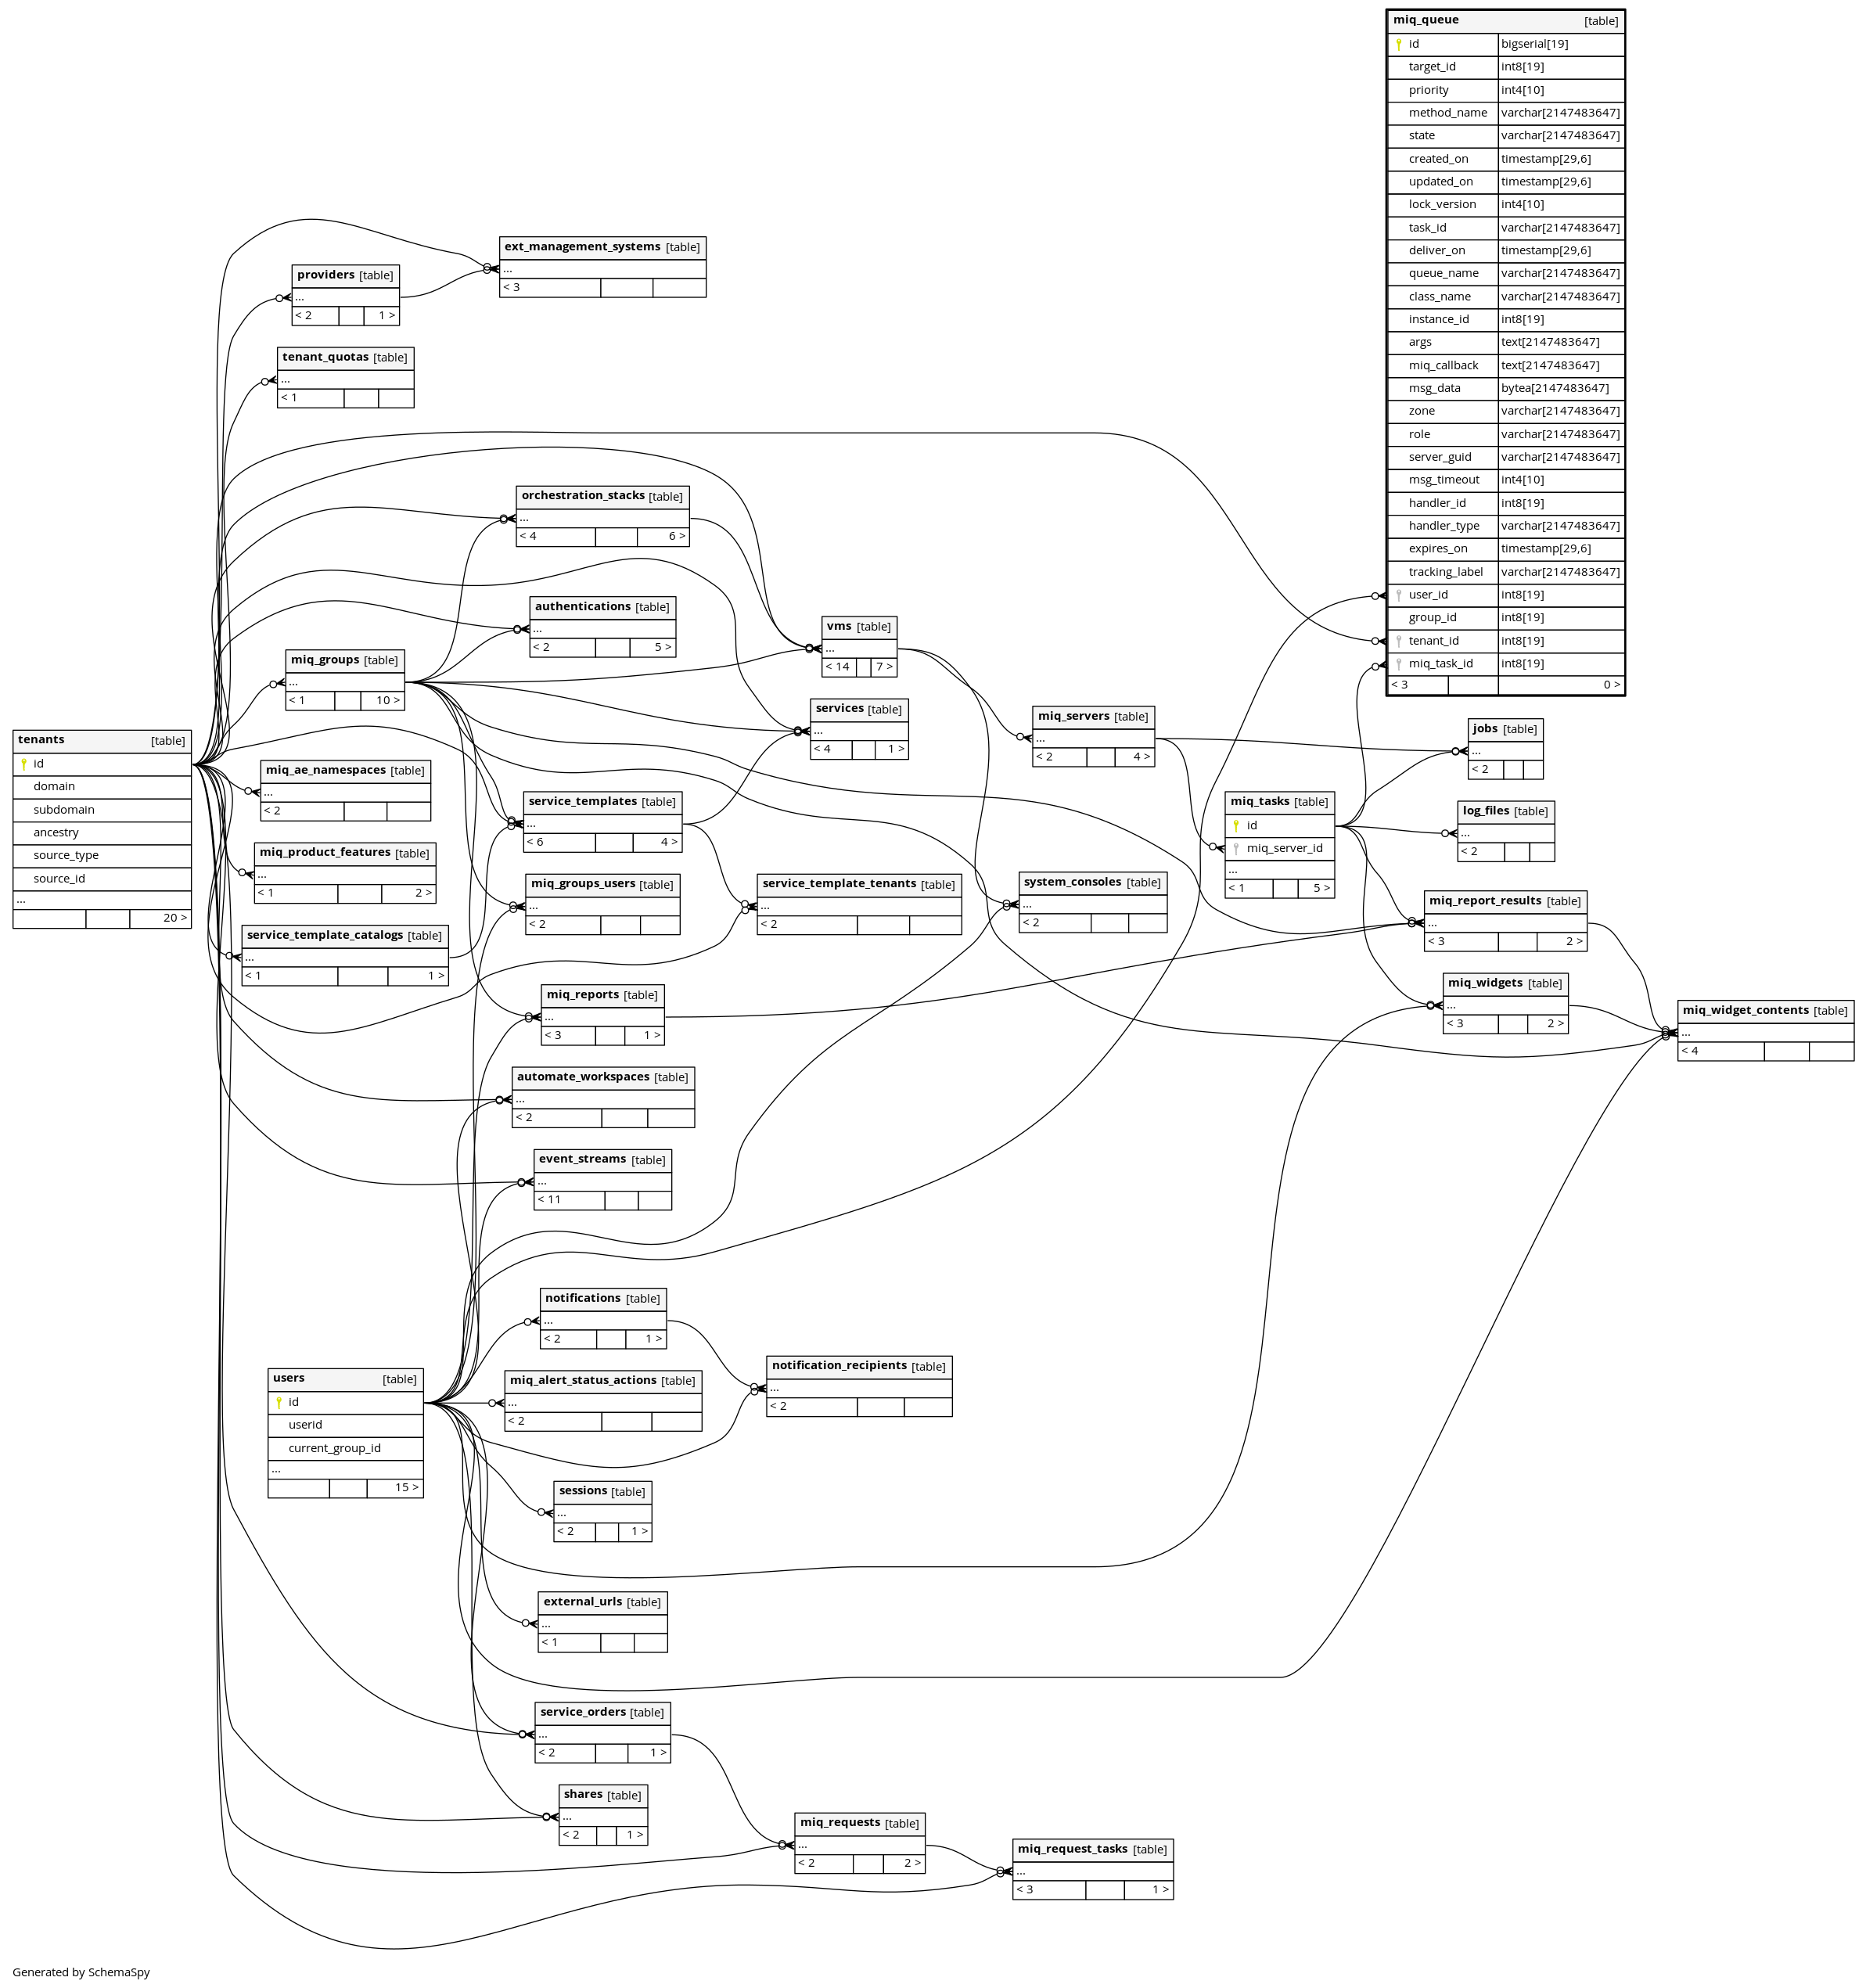 miq_queue [table]
id bigserial[19]
target_id int8[19]
priority int4[10]
method_name varchar[2147483647]
state varchar[2147483647]
created_on timestamp[29,6]
updated_on timestamp[29,6]
lock_version int4[10]
task_id varchar[2147483647]
deliver_on timestamp[29,6]
queue_name varchar[2147483647]
class_name varchar[2147483647]
instance_id int8[19]
args text[2147483647]
miq_callback text[2147483647]
msg_data bytea[2147483647]
zone varchar[2147483647]
role varchar[2147483647]
server_guid varchar[2147483647]
msg_timeout int4[10]
handler_id int8[19]
handler_type varchar[2147483647]
expires_on timestamp[29,6]
tracking_label varchar[2147483647]
user_id int8[19]
group_id int8[19]
tenant_id int8[19]
miq_task_id int8[19]
< 3 0 >
ext_management_systems [table]
...
< 3
providers [table]
...
< 2 1 >
tenant_quotas [table]
...
< 1
orchestration_stacks [table]
...
< 4 6 >
authentications [table]
...
< 2 5 >
vms [table]
...
< 14 7 >
miq_groups [table]
...
< 1 10 >
services [table]
...
< 4 1 >
miq_servers [table]
...
< 2 4 >
jobs [table]
...
< 2
tenants [table]
id
domain
subdomain
ancestry
source_type
source_id
...
20 >
miq_ae_namespaces [table]
...
< 2
service_templates [table]
...
< 6 4 >
miq_tasks [table]
id
miq_server_id
...
< 1 5 >
log_files [table]
...
< 2
miq_product_features [table]
...
< 1 2 >
miq_groups_users [table]
...
< 2
service_template_tenants [table]
...
< 2
system_consoles [table]
...
< 2
miq_report_results [table]
...
< 3 2 >
service_template_catalogs [table]
...
< 1 1 >
miq_widgets [table]
...
< 3 2 >
miq_reports [table]
...
< 3 1 >
miq_widget_contents [table]
...
< 4
automate_workspaces [table]
...
< 2
event_streams [table]
...
< 11
notifications [table]
...
< 2 1 >
notification_recipients [table]
...
< 2
users [table]
id
userid
current_group_id
...
15 >
miq_alert_status_actions [table]
...
< 2
sessions [table]
...
< 2 1 >
external_urls [table]
...
< 1
service_orders [table]
...
< 2 1 >
shares [table]
...
< 2 1 >
miq_requests [table]
...
< 2 2 >
miq_request_tasks [table]
...
< 3 1 >
Generated by SchemaSpy